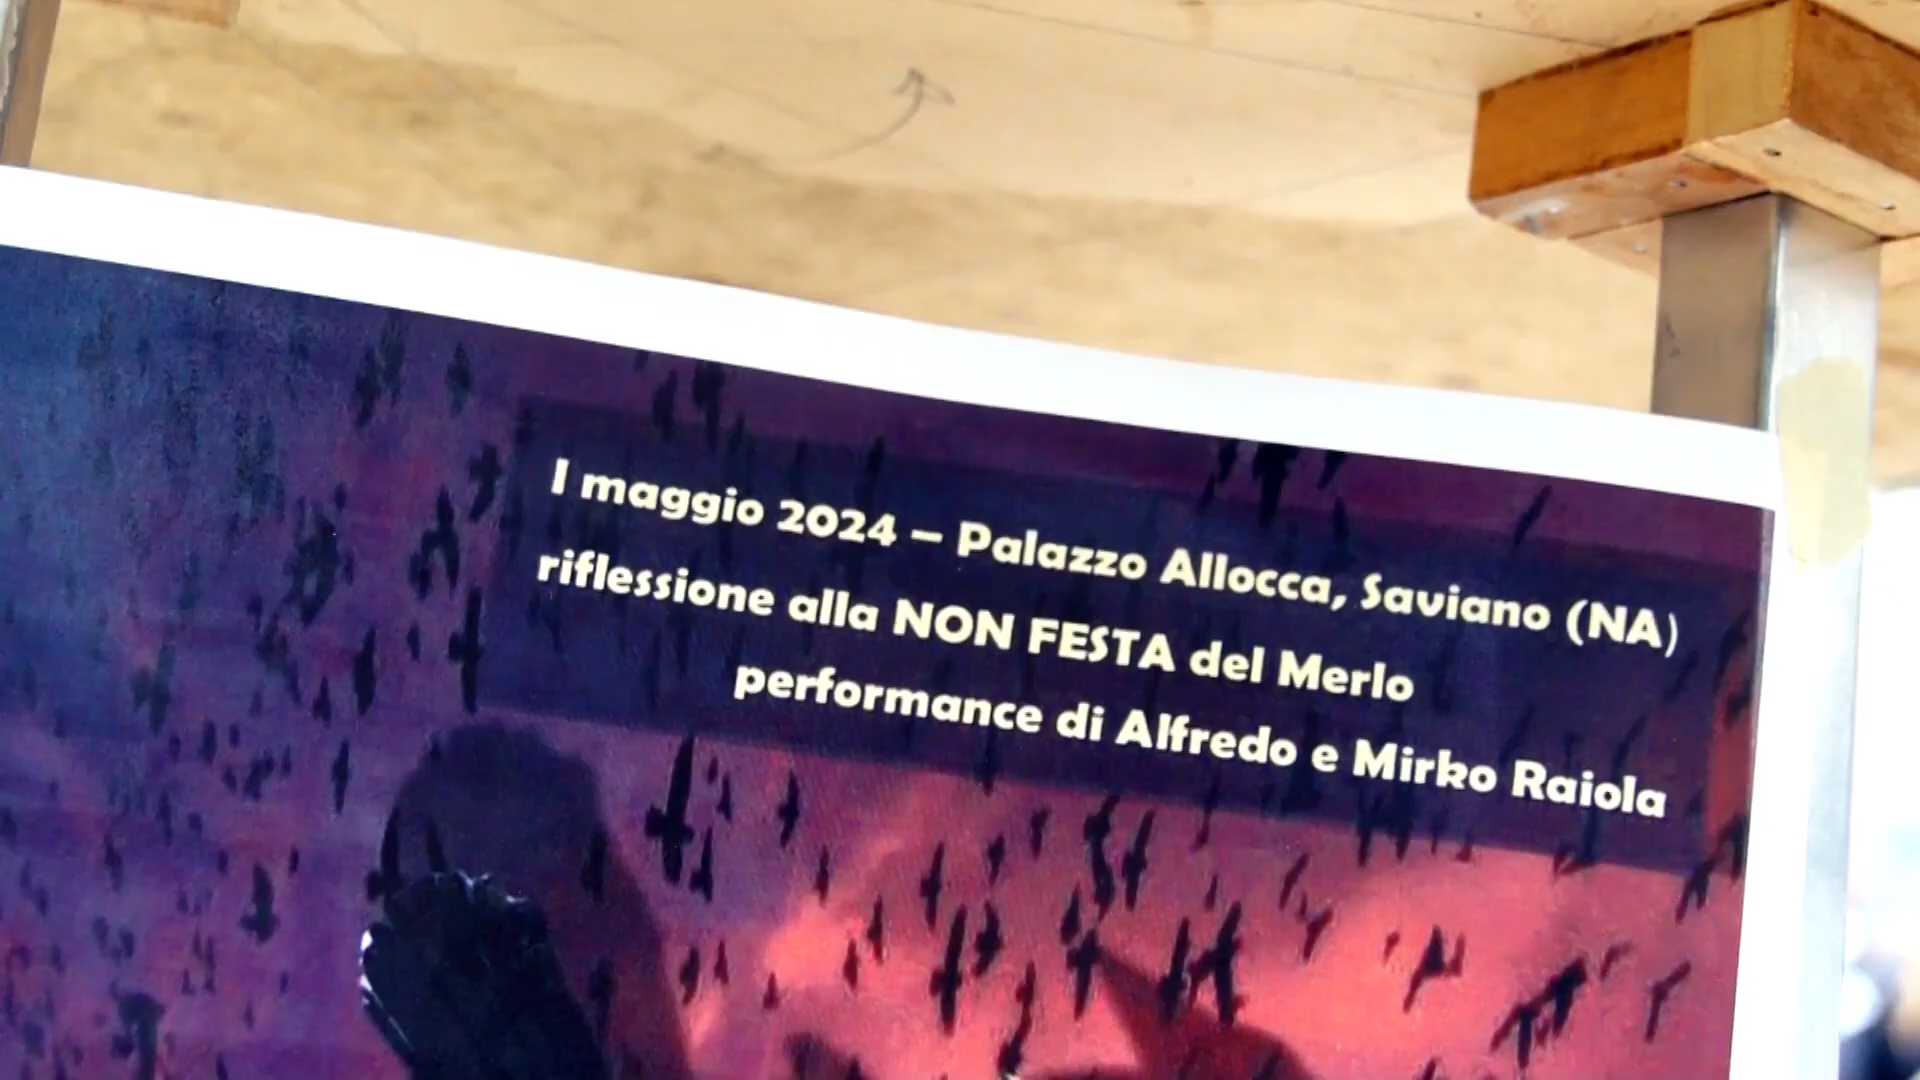 I maggio 2024 – Palazzo Allocca, Saviano (NA)
riflessione alla NON FESTA del Merlo
performance di Alfredo e Mirko Raiola